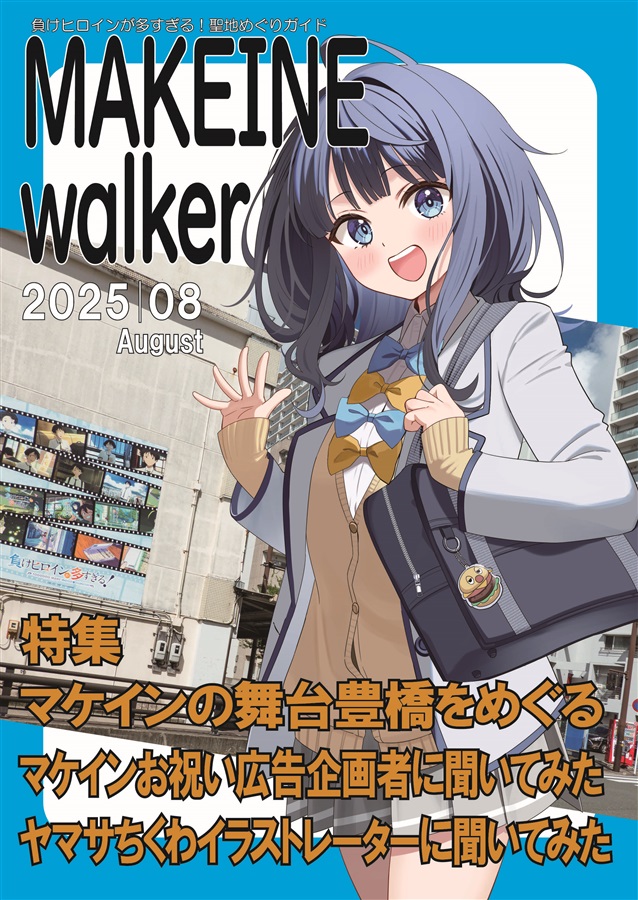 負けヒロインが多すぎる!聖地めぐりガイド
MAKEINE
walker
2025|08
August
負けヒロインが多すぎる!
特集
マケインの舞台豊橋をめぐる
マケインお祝い広告企画者に聞いてみた
ヤマサちくわイラストレーターに聞いてみた